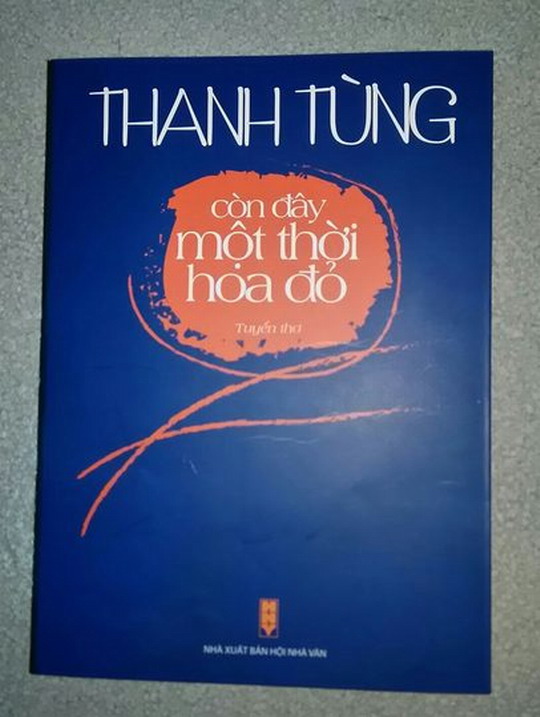 THANH TÙNG
còn đây
một thời
hoa đỏ
Tuyển thơ
NHÀ XUẤT BẢN HỘI NHÀ VĂN